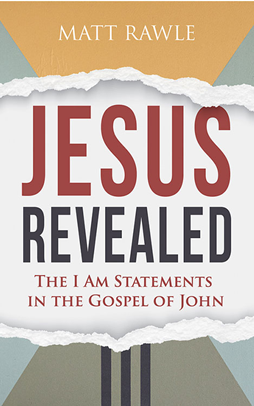 MATT RAWLE
JESUS
REVEALED
THE I AM STATEMENTS
IN THE GOSPEL OF JOHN